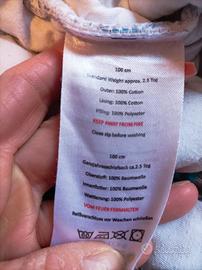 100 cm
Standard Weight approx. 2.5 Tog
Outer: 100% Cotton
Lining: 100% Cotton
Filling: 100% Polyester
KEEP AWAY FROM FIRE
Close zip before washing
100 cm
Ganzjahresschlafsack ca. 2.5 Tog
Oberstoff: 100% Baumwolle
Innenfutter: 100% Baumwolle
Wattierung: 100% Polyester
VOM FEUER FERNHALTEN
Reißverschluss vor Waschen schließen